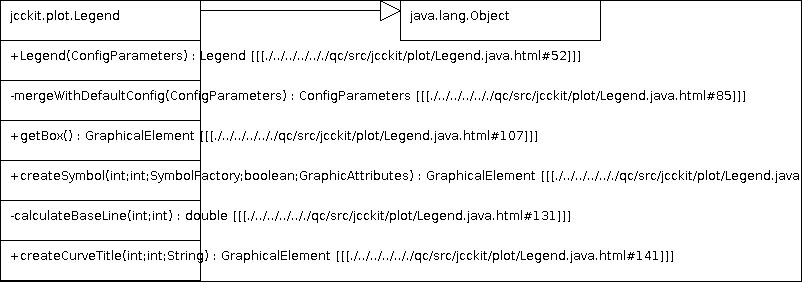 jcckit.plot.Legend
java.lang.Object
+Legend(ConfigParameters) : Legend [[[./../../../../../qc/src/jcckit/plot/Legend.java.html#52]]]
-mergeWithDefaultConfig(ConfigParameters) : ConfigParameters [[[./../../../../../qc/src/jcckit/plot/Legend.java.html#85]]]
+getBox() : GraphicalElement [[[./../../../../../qc/src/jcckit/plot/Legend.java.html#107]]]
+createSymbol(int;int;SymbolFactory;boolean;GraphicAttributes) : GraphicalElement [[[./../../../../../qc/src/jcckit/plot/Legend.java
-calculateBaseLine(int;int) : double [[[./../../../../../qc/src/jcckit/plot/Legend.java.html#131]]]
+createCurveTitle(int;int;String) : GraphicalElement [[[./../../../../../qc/src/jcckit/plot/Legend.java.html#141]]]